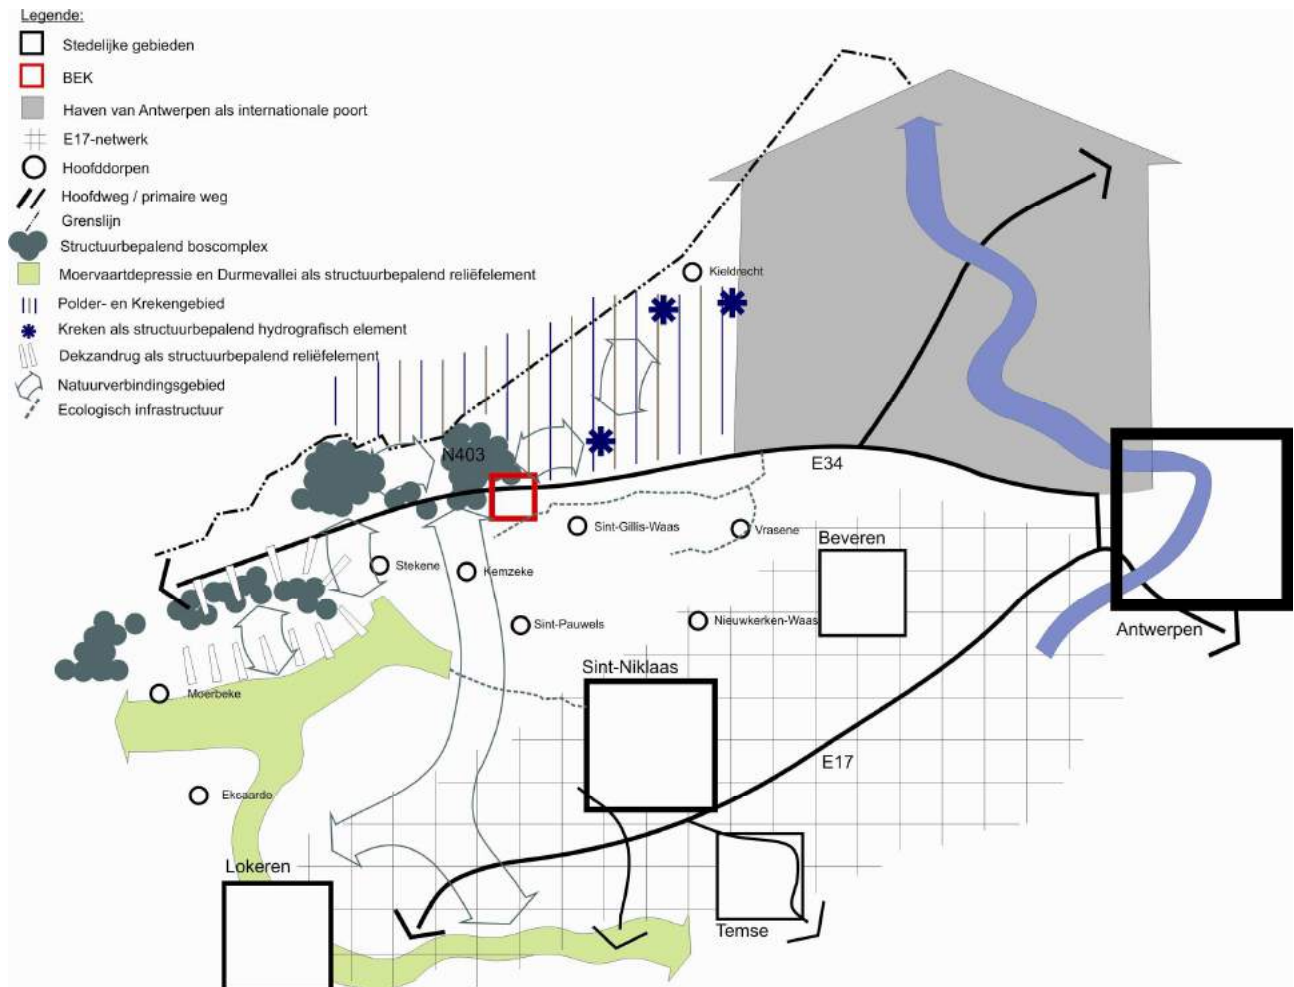 Legende:
Stedelijke gebieden
BEK
Haven van Antwerpen als internationale poort
E17-netwerk
Hoofddorpen
Hoofdweg / primaire weg
Grenslijn
Structuurbepalend boscomplex
Moervaartdepressie en Durmevallei als structuurbepalend reliëfelement
Polder- en Krekengebied
Kreken als structuurbepalend hydrografisch element
Dekzandrug als structuurbepalend reliëfelement
Natuurverbindingsgebied
Ecologisch infrastructuur
Kieldrecht
N403
E34
Sint-Gillis-Waas
Vrasene
Beveren
Stekene
Kemzeke
Sint-Pauwels
Nieuwkerken-Waas
Antwerpen
Sint-Niklaas
Moerbeke
E17
Eksaarde
Lokeren
Temse